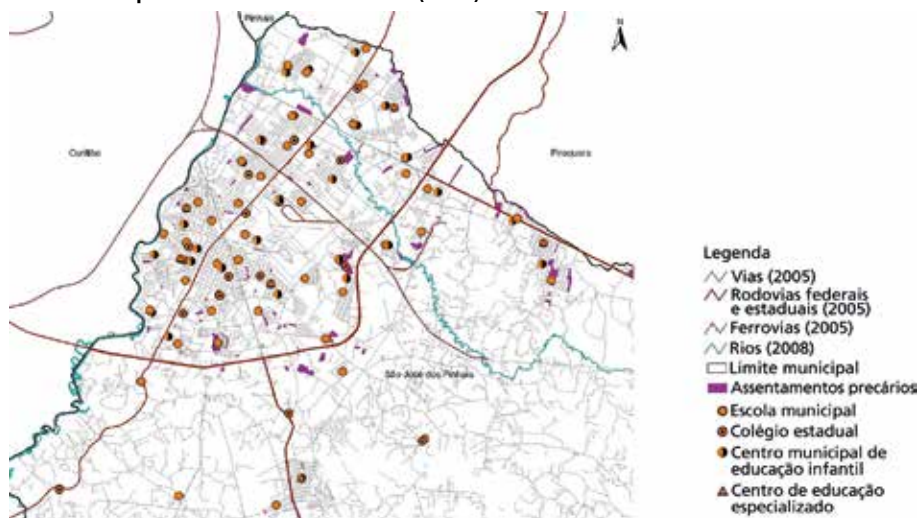 Pinhais
N
Curitiba
Piraquara
São José dos Pinhais
Legenda
Vias (2005)
Rodovias federais
e estaduais (2005)
Ferrovias (2005)
Rios (2008)
Limite municipal
Assentamentos precários
Escola municipal
Colégio estadual
Centro municipal de
educação infantil
Centro de educação
especializado